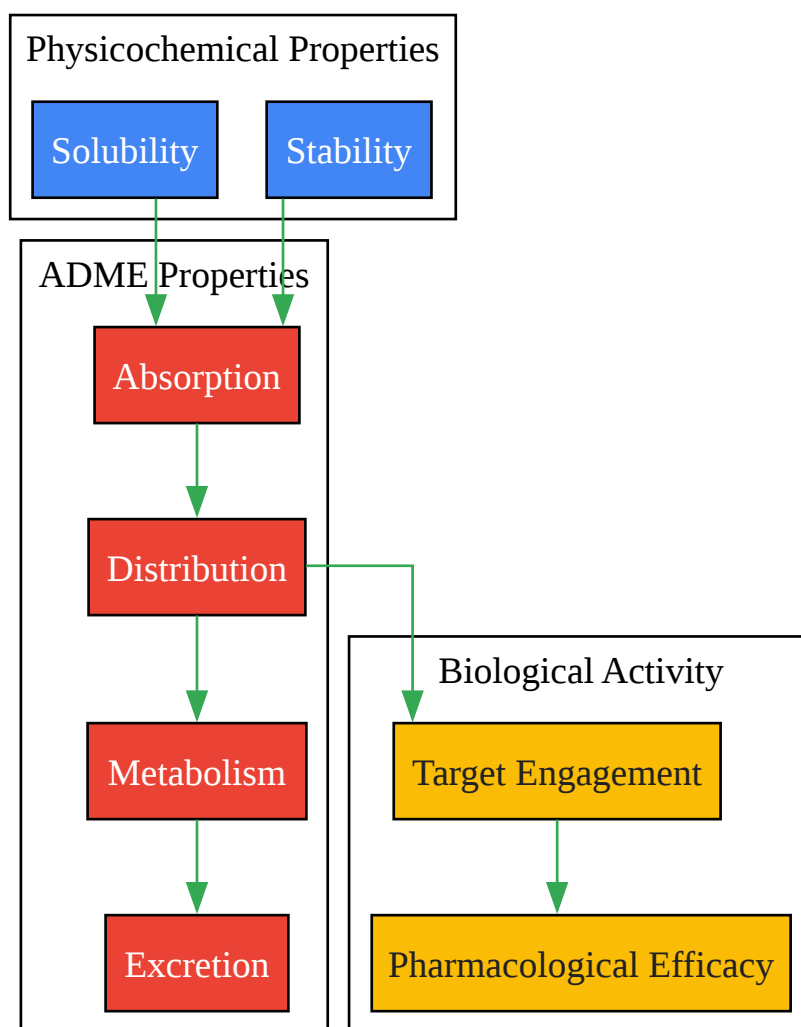 Physicochemical Properties
Solubility
Stability
ADME Properties
Absorption
Distribution
Biological Activity
Metabolism
Target Engagement
Excretion
Pharmacological Efficacy